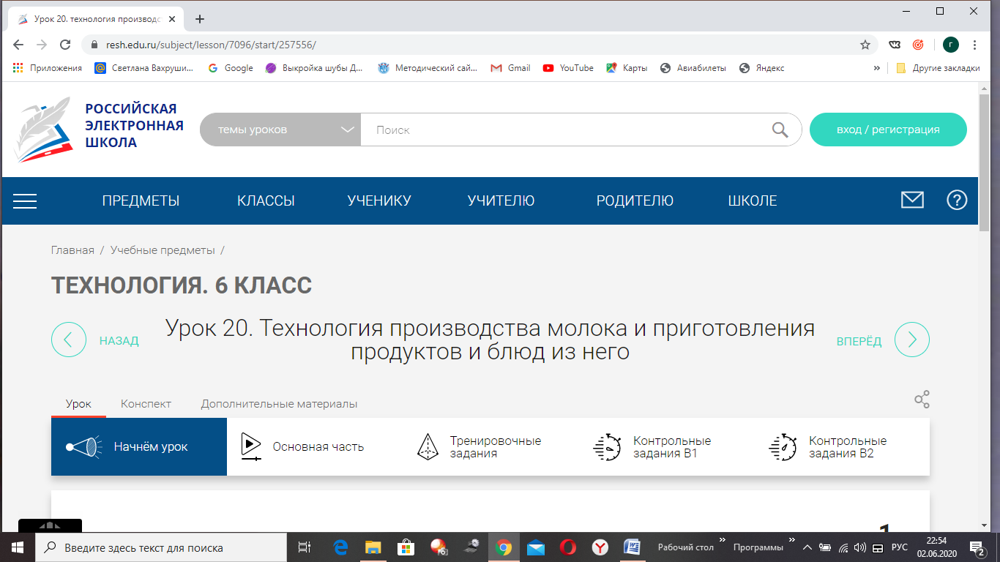 Урок 20. технология производс
resh.edu.ru/subject/lesson/7096/start/257556/
г
Приложения Светлана Вахруши... Google Выкройка шубы Д... Методический сай... Gmail YouTube Карты Авиабилеты Яндекс » Другие закладки
РОССИЙСКАЯ
ЭЛЕКТРОННАЯ
ШКОЛА
темы уроков Поиск вход / регистрация
ПРЕДМЕТЫ КЛАССЫ УЧЕНИКУ УЧИТЕЛЮ РОДИТЕЛЮ ШКОЛЕ
Главная / Учебные предметы /
ТЕХНОЛОГИЯ. 6 КЛАСС
НАЗАД
Урок 20. Технология производства молока и приготовления
продуктов и блюд из него
ВПЕРЁД
Урок Конспект Дополнительные материалы
Начнём урок
Основная часть
Тренировочные
задания
Контрольные
задания В1
Контрольные
задания В2
1
Введите здесь текст для поиска
Рабочий стол » Программы » РУС
22:54
02.06.2020
2